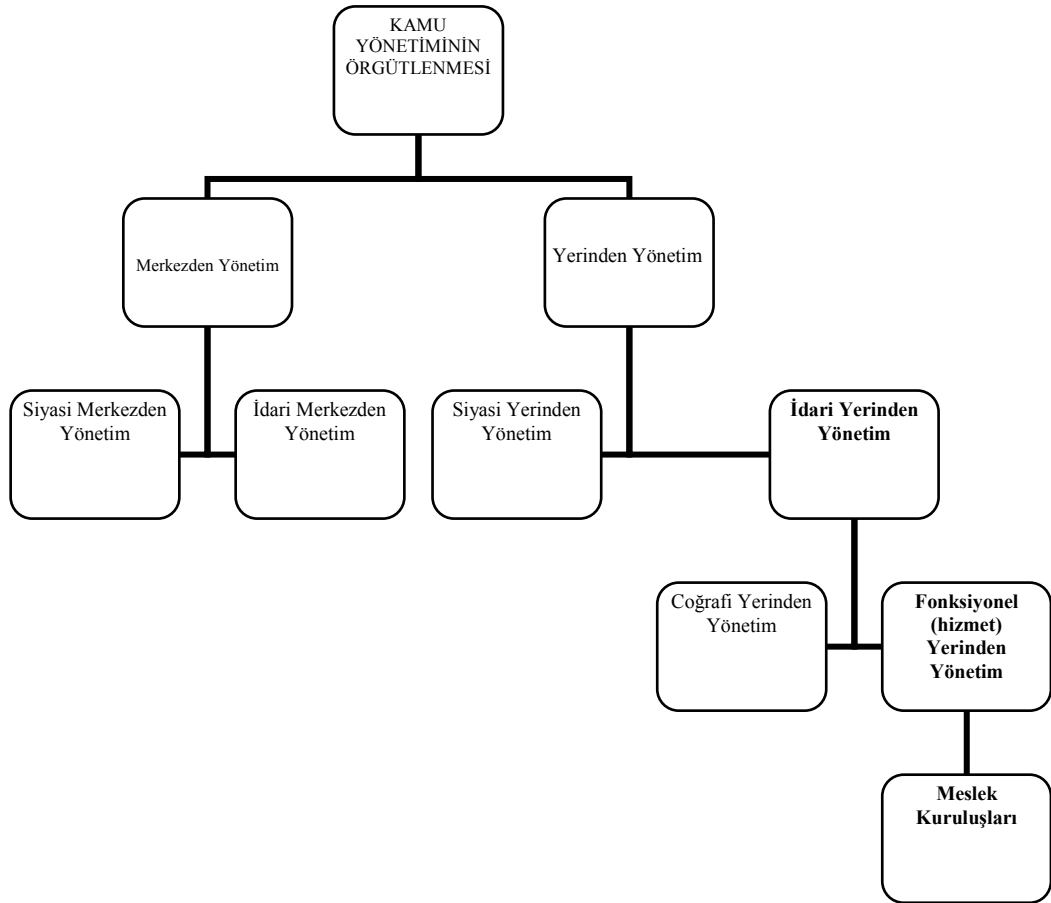 KAMU
YÖNETİMİNİN
ÖRGÜTLENMESİ
Merkezden Yönetim
Yerinden Yönetim
Siyasi Merkezden
Yönetim
İdari Merkezden
Yönetim
Siyasi Yerinden
Yönetim
İdari Yerinden
Yönetim
Coğrafi Yerinden
Yönetim
Fonksiyonel
(hizmet)
Yerinden
Yönetim
Meslek
Kuruluşları